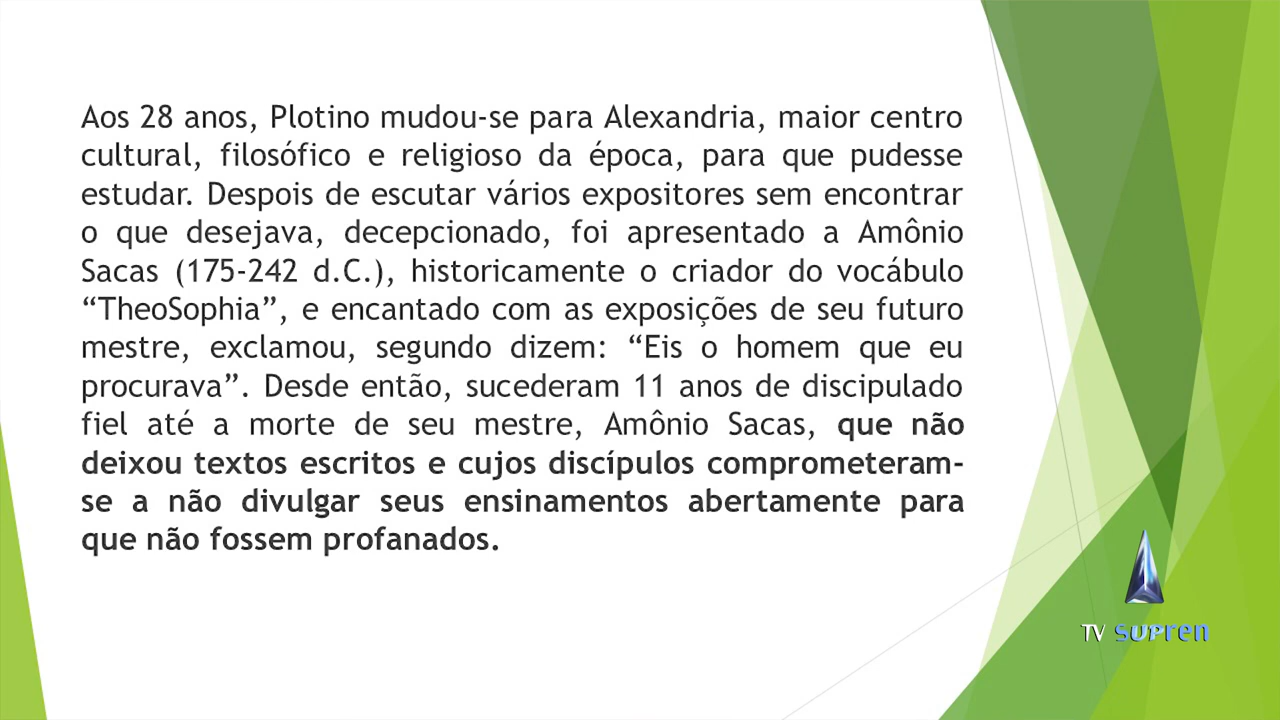 Aos 28 anos, Plotino mudou-se para Alexandria, maior centro
cultural, filosófico e religioso da época, para que pudesse
estudar. Despois de escutar vários expositores sem encontrar
o que desejava, decepcionado, foi apresentado a Amônio
Sacas (175-242 d.C.), historicamente o criador do vocábulo
“TheoSophia”, e encantado com as exposições de seu futuro
mestre, exclamou, segundo dizem: “Eis o homem que eu
procurava”. Desde então, sucederam 11 anos de discipulado
fiel até a morte de seu mestre, Amônio Sacas, que não
deixou textos escritos e cujos discípulos comprometeram-
se a não divulgar seus ensinamentos abertamente para
que não fossem profanados.
TV SUPren